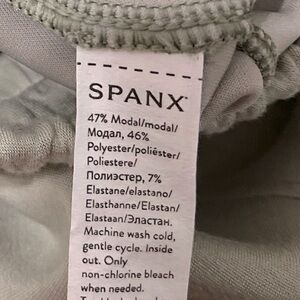 SPANX
47% Modal/modal/
Модал, 46%
Polyester/poliéster/
Poliestere/
Полиэстер, 7%
Elastane/elastano/
Elasthanne/Elastan/
Elastaan/Эластан.
Machine wash cold,
gentle cycle. Inside
out. Only
non-chlorine bleach
when needed.